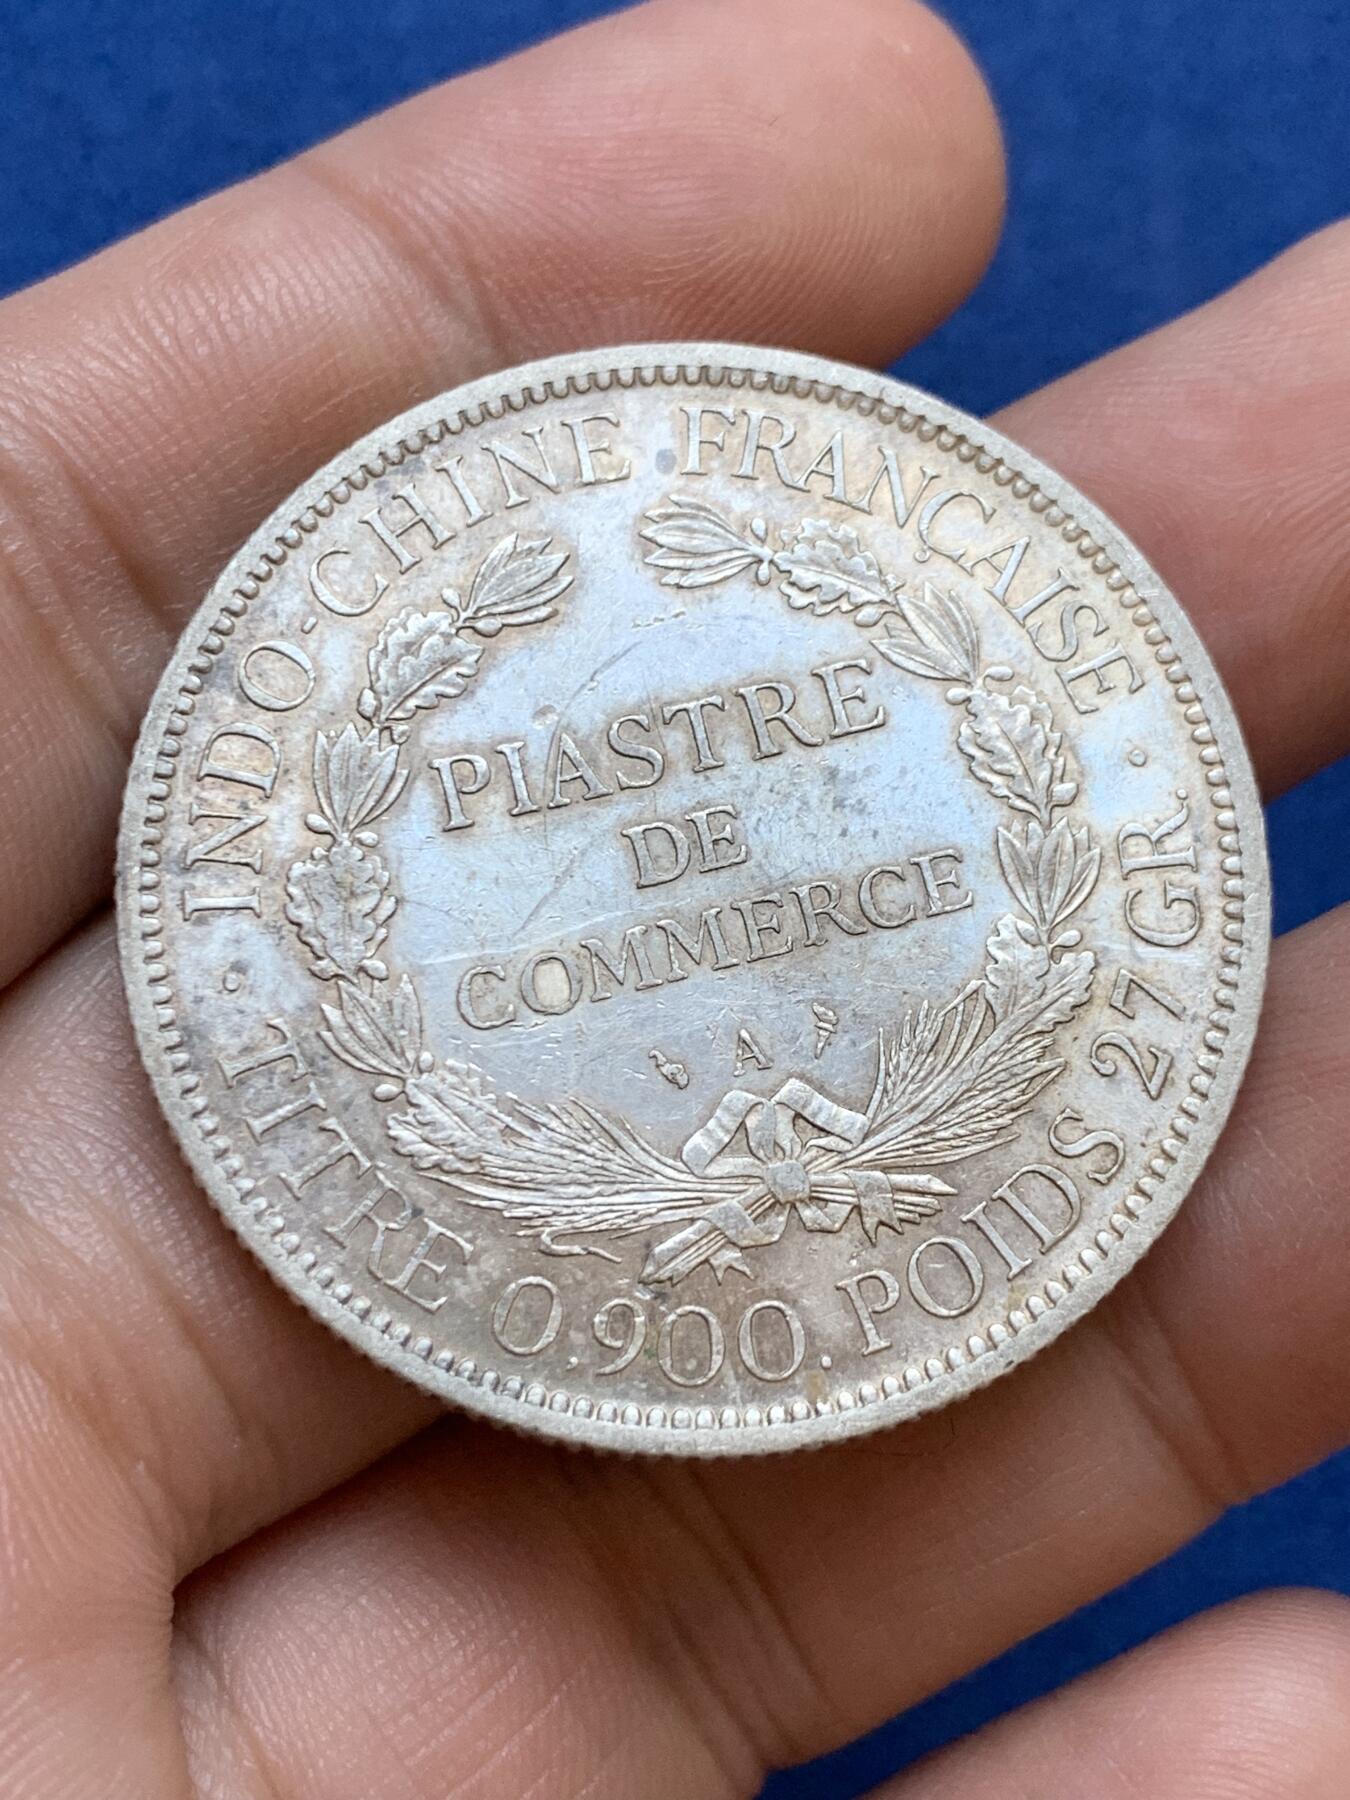 INDO-CHINE FRANÇAISE
PIASTRE
DE
COMMERCE
A
TITRE 0,900. POIDS 27 GR.